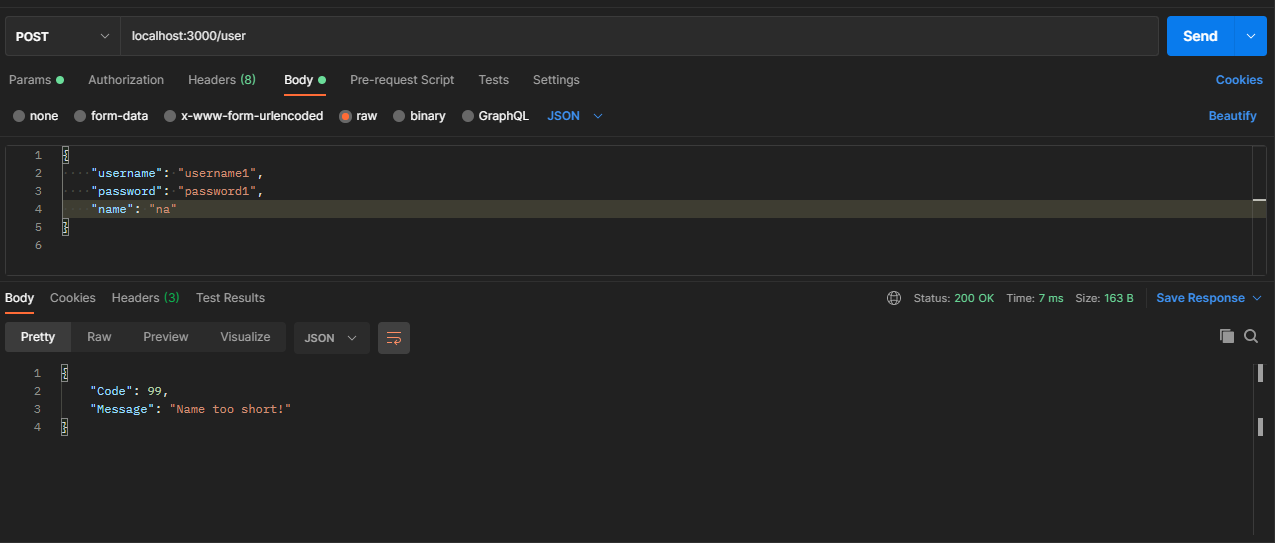 POST localhost:3000/user Send
Params Authorization Headers (8) Body Pre-request Script Tests Settings Cookies
none form-data x-www-form-urlencoded raw binary GraphQL JSON Beautify
1 {
2 "username": "username1",
3 "password": "password1",
4 "name": "na"
5 }
6
Body Cookies Headers (3) Test Results Status: 200 OK Time: 7 ms Size: 163 B Save Response
Pretty Raw Preview Visualize JSON
1 {
2 "Code": 99,
3 "Message": "Name too short!"
4 }